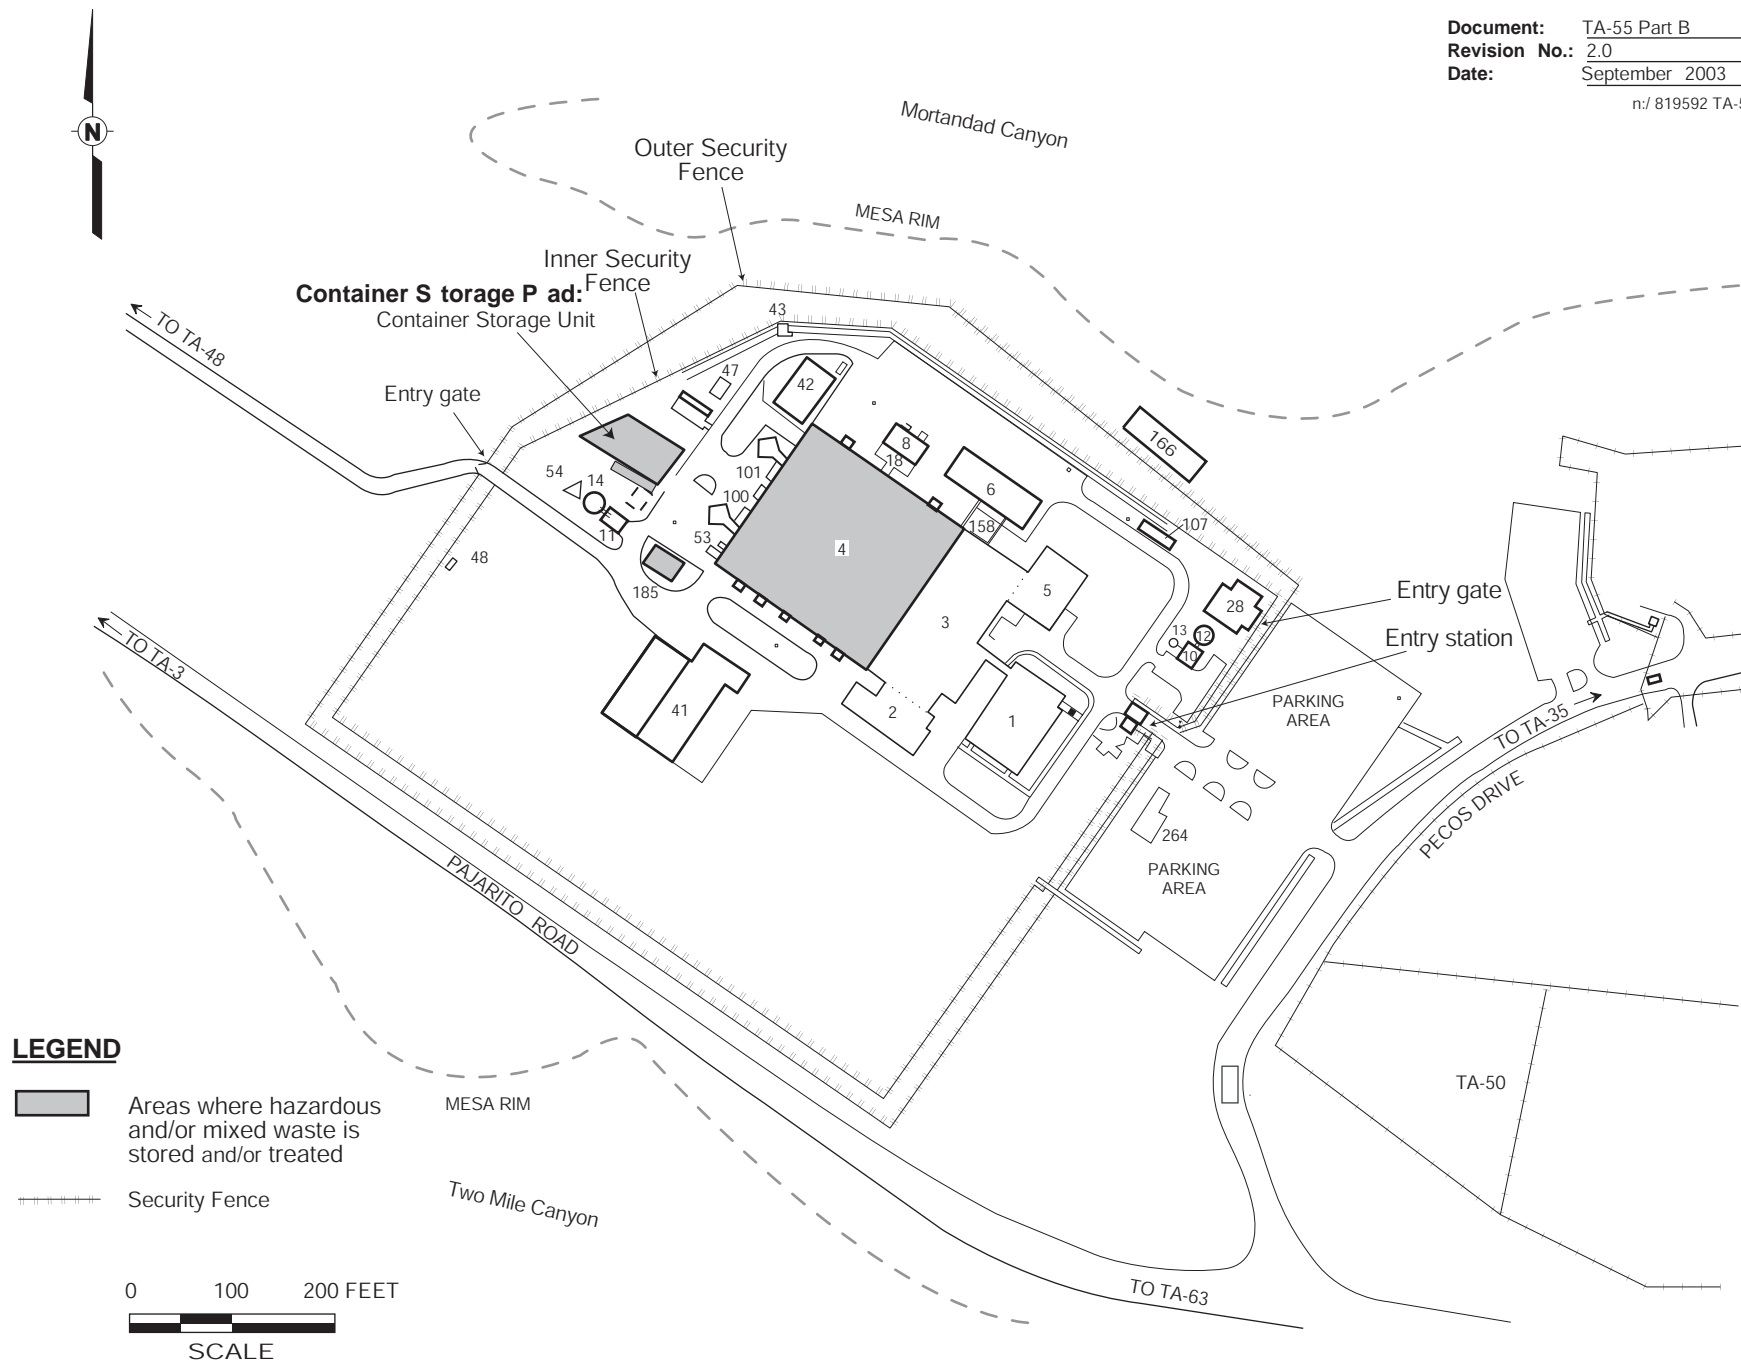 Document: TA-55 Part B
Revision No.: 2.0
Date: September 2003
n:/ 819592 TA-5
N
Mortandad Canyon
Outer Security
Fence
MESA RIM
Inner Security
Fence
Container S torage P ad:
Container Storage Unit
TO TA-48
Entry gate
43
47
42
8
18
166
101
54
14
100
6
158
107
11
53
4
48
185
5
28
Entry gate
3
13
12
10
Entry station
TO TA-3
41
2
1
PARKING
AREA
TO TA-35
PECOS DRIVE
264
PARKING
AREA
PAJARITO ROAD
TA-50
LEGEND
Areas where hazardous
and/or mixed waste is
stored and/or treated
Security Fence
MESA RIM
Two Mile Canyon
TO TA-63
0 100 200 FEET
SCALE